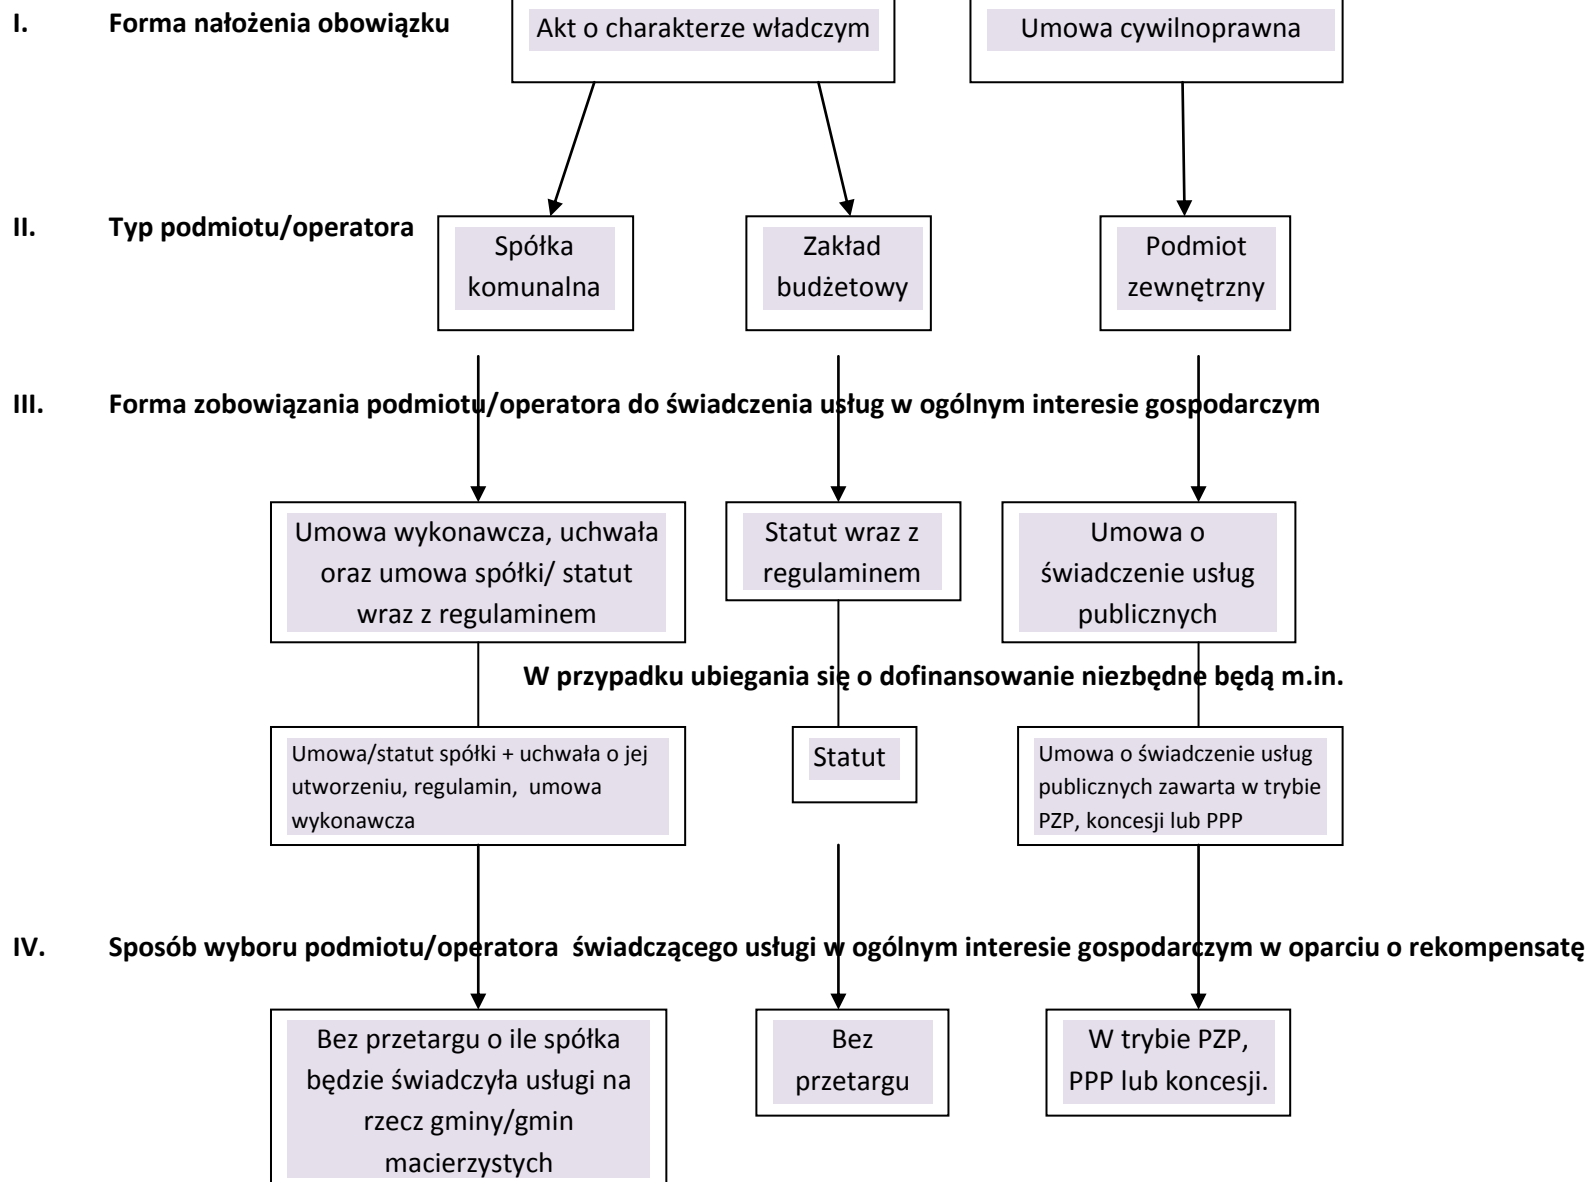 I. Forma nałożenia obowiązku
Akt o charakterze władczym
Umowa cywilnoprawna
II. Typ podmiotu/operatora
Spółka
komunalna
Zakład
budżetowy
Podmiot
zewnętrzny
III. Forma zobowiązania podmiotu/operatora do świadczenia usług w ogólnym interesie gospodarczym
Umowa wykonawcza, uchwała
oraz umowa spółki/ statut
wraz z regulaminem
Statut wraz z
regulaminem
Umowa o
świadczenie usług
publicznych
W przypadku ubiegania się o dofinansowanie niezbędne będą m.in.
Umowa/statut spółki + uchwała o jej
utworzeniu, regulamin, umowa
wykonawcza
Statut
Umowa o świadczenie usług
publicznych zawarta w trybie
PZP, koncesji lub PPP
IV. Sposób wyboru podmiotu/operatora świadczącego usługi w ogólnym interesie gospodarczym w oparciu o rekompensatę
Bez przetargu o ile spółka
będzie świadczyła usługi na
rzecz gminy/gmin
macierzystych
Bez
przetargu
W trybie PZP,
PPP lub koncesji.